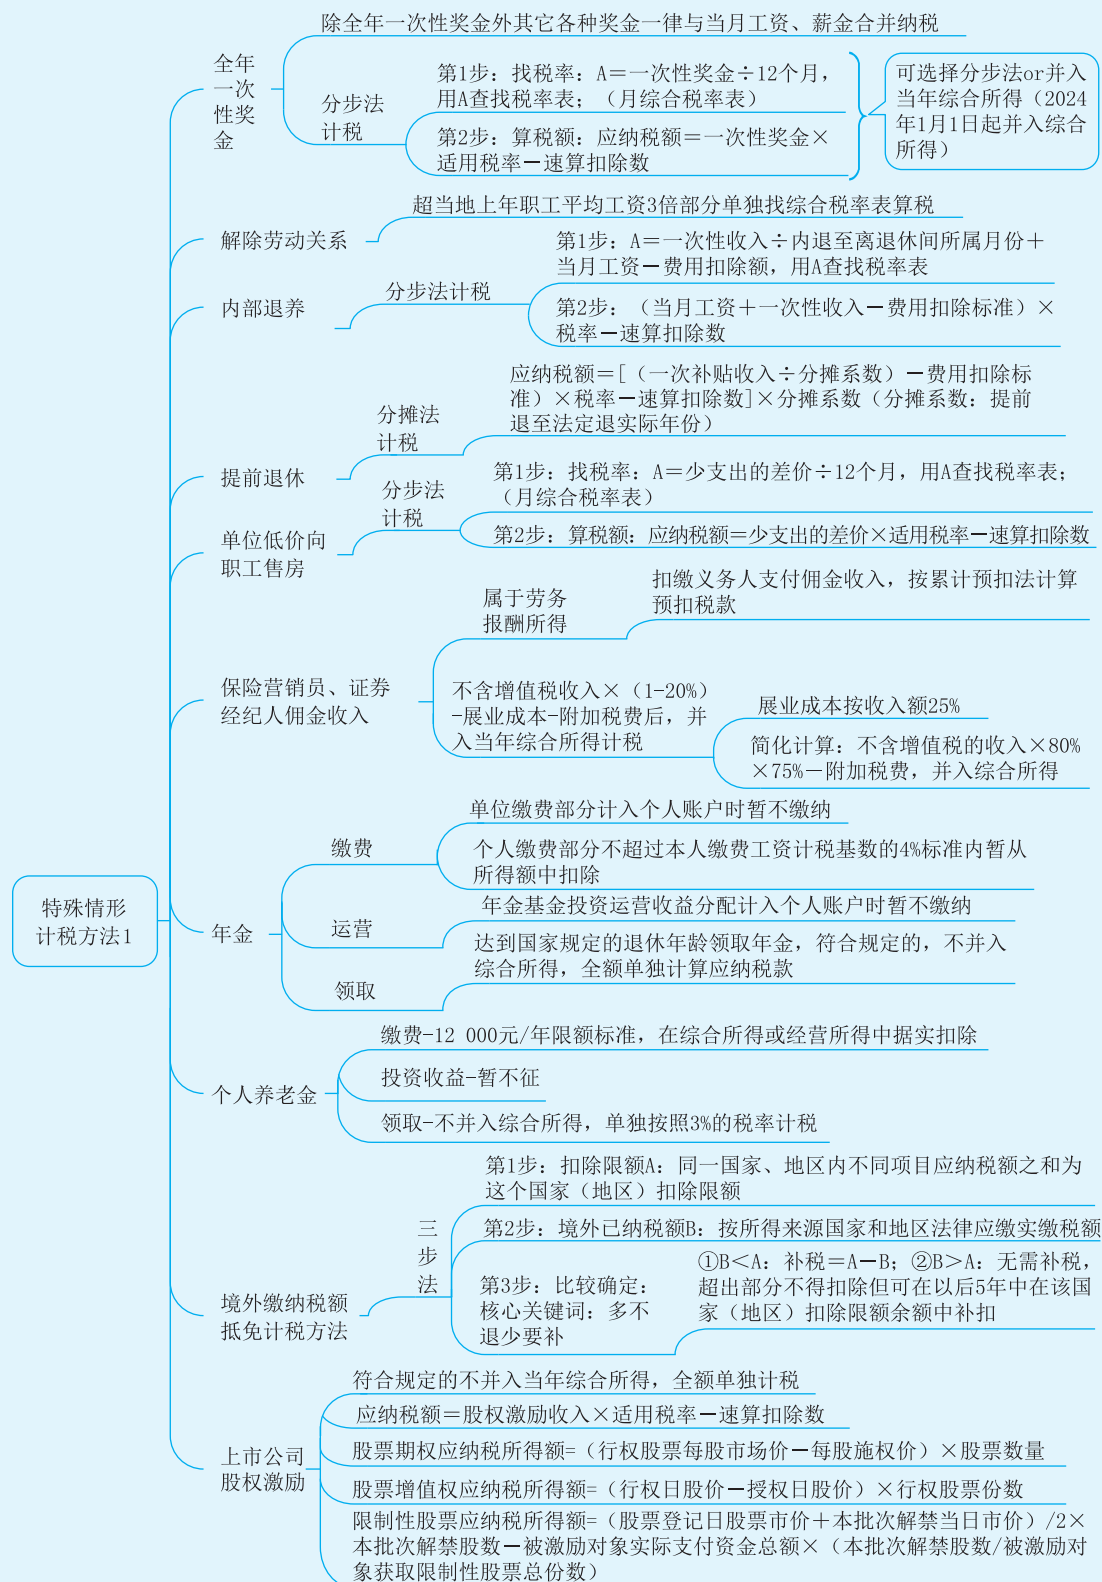 除全年一次性奖金外其它各种奖金一律与当月工资、薪金合并纳税
全年
一次
性奖
金
分步法
计税
第1步：找税率：A＝一次性奖金÷12个月，
用A查找税率表；（月综合税率表）
第2步：算税额：应纳税额＝一次性奖金×
适用税率－速算扣除数
可选择分步法or并入
当年综合所得（2024
年1月1日起并入综合
所得）
解除劳动关系
超当地上年职工平均工资3倍部分单独找综合税率表算税
内部退养
分步法计税
第1步：A＝一次性收入÷内退至离退休间所属月份＋
当月工资－费用扣除额，用A查找税率表
第2步：（当月工资＋一次性收入－费用扣除标准）×
税率－速算扣除数
提前退休
分摊法
计税
应纳税额＝[（一次补贴收入÷分摊系数）－费用扣除标
准）×税率－速算扣除数]×分摊系数（分摊系数：提前
退至法定退实际年份）
单位低价向
职工售房
分步法
计税
第1步：找税率：A＝少支出的差价÷12个月，用A查找税率表；
（月综合税率表）
第2步：算税额：应纳税额＝少支出的差价×适用税率－速算扣除数
保险营销员、证券
经纪人佣金收入
属于劳务
报酬所得
扣缴义务人支付佣金收入，按累计预扣法计算
预扣税款
不含增值税收入×（1-20%）
-展业成本-附加税费后，并
入当年综合所得计税
展业成本按收入额25%
简化计算：不含增值税的收入×80%
×75%－附加税费，并入综合所得
特殊情形
计税方法1
年金
缴费
单位缴费部分计入个人账户时暂不缴纳
个人缴费部分不超过本人缴费工资计税基数的4%标准内暂从
所得额中扣除
运营
年金基金投资运营收益分配计入个人账户时暂不缴纳
领取
达到国家规定的退休年龄领取年金，符合规定的，不并入
综合所得，全额单独计算应纳税款
个人养老金
缴费-12 000元/年限额标准，在综合所得或经营所得中据实扣除
投资收益-暂不征
领取-不并入综合所得，单独按照3%的税率计税
境外缴纳税额
抵免计税方法
三
步
法
第1步：扣除限额A：同一国家、地区内不同项目应纳税额之和为
这个国家（地区）扣除限额
第2步：境外已纳税额B：按所得来源国家和地区法律应缴实缴税额
第3步：比较确定：
核心关键词：多不
退少要补
①B＜A：补税＝A－B；②B＞A：无需补税，
超出部分不得扣除但可在以后5年中在该国
家（地区）扣除限额余额中补扣
上市公司
股权激励
符合规定的不并入当年综合所得，全额单独计税
应纳税额＝股权激励收入×适用税率－速算扣除数
股票期权应纳税所得额=（行权股票每股市场价－每股施权价）×股票数量
股票增值权应纳税所得额=（行权日股价－授权日股价）×行权股票份数
限制性股票应纳税所得额=（股票登记日股票市价＋本批次解禁当日市价）/2×
本批次解禁股数－被激励对象实际支付资金总额×（本批次解禁股数/被激励对
象获取限制性股票总份数）